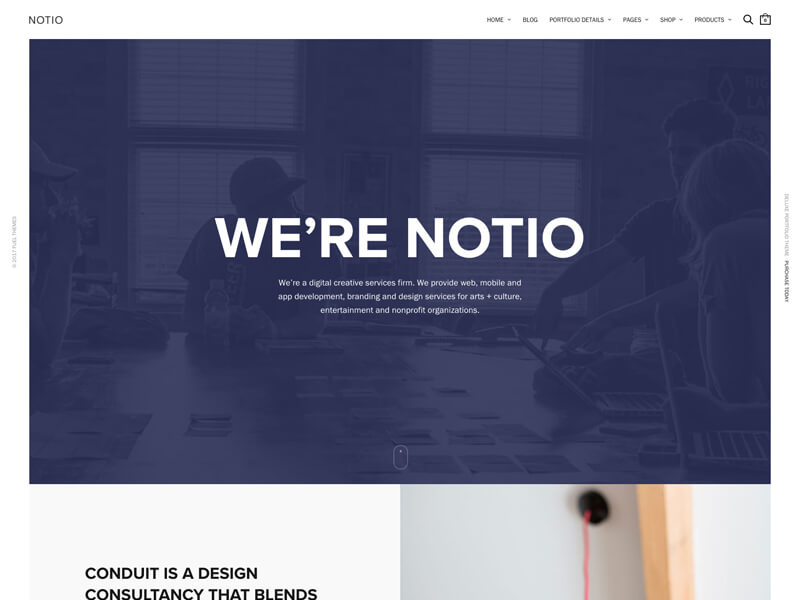 NOTIO
HOME
BLOG
PORTFOLIO DETAILS
PAGES
SHOP
PRODUCTS
0
© 2017 FUEL THEMES
DELUXE PORTFOLIO THEME PURCHASE TODAY
WE’RE NOTIO
We’re a digital creative services firm. We provide web, mobile and
app development, branding and design services for arts + culture,
entertainment and nonprofit organizations.
CONDUIT IS A DESIGN
CONSULTANCY THAT BLENDS